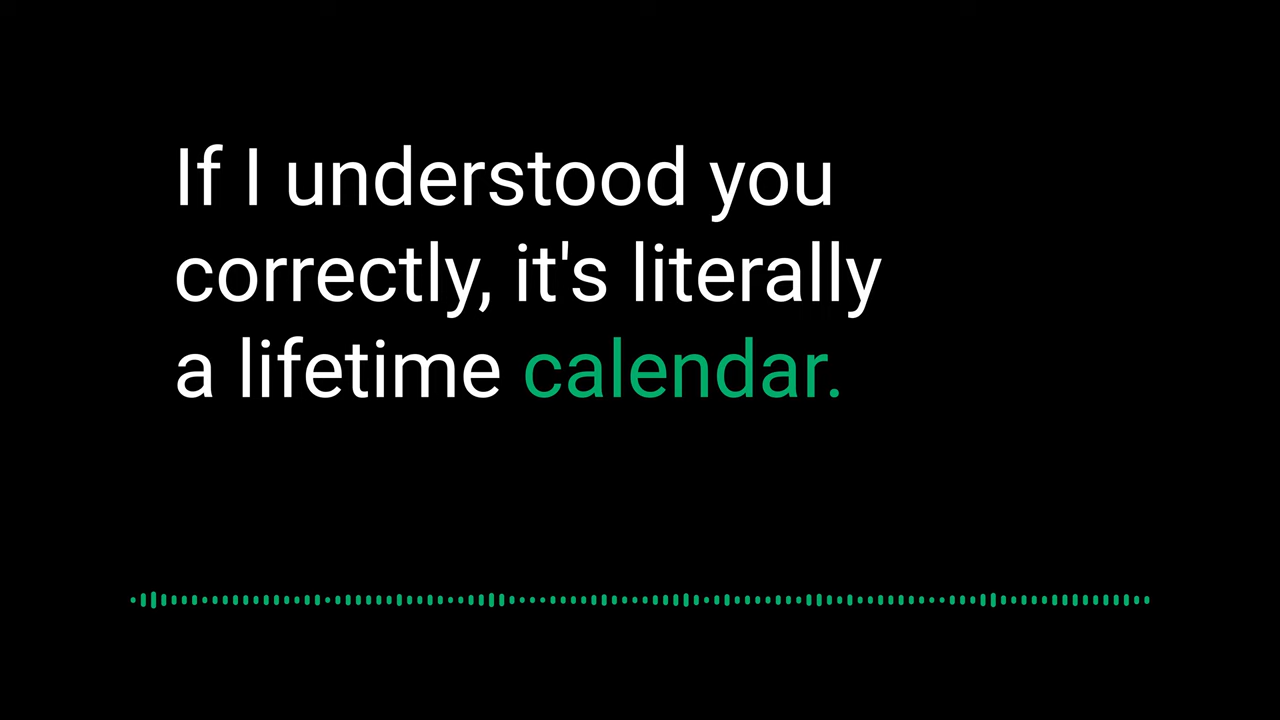 If I understood you
correctly, it's literally
a lifetime calendar.